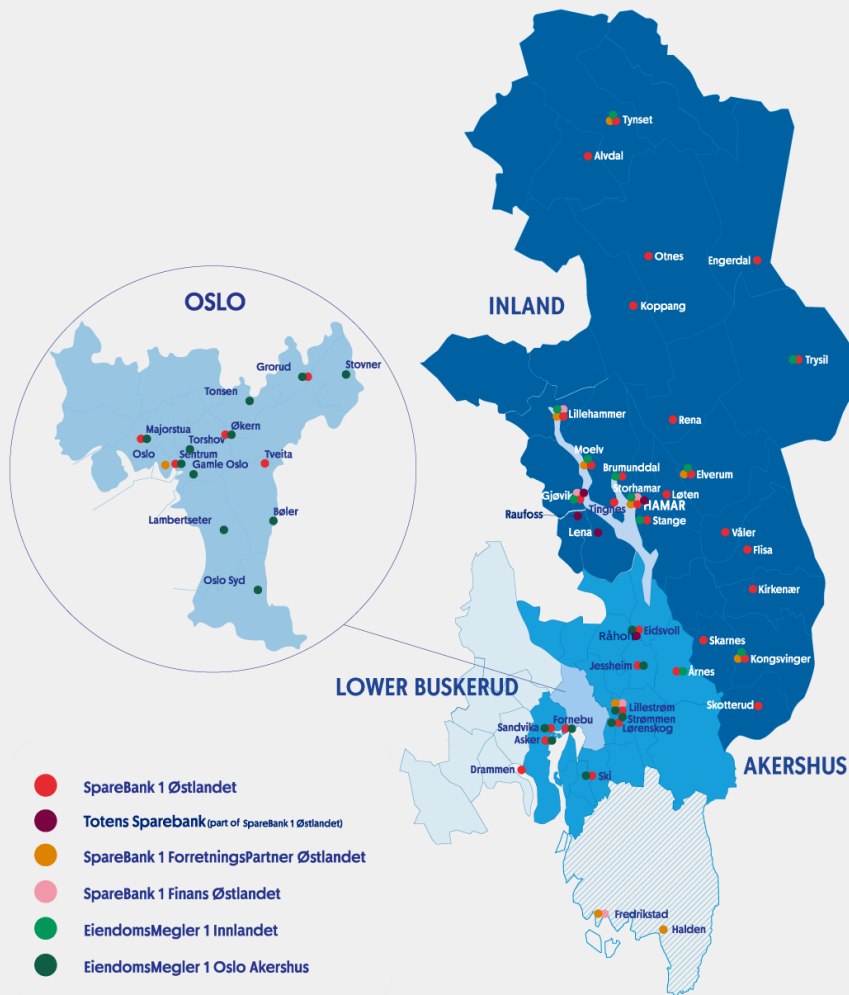 Tynset
Alvdal
Otnes
Engerdal
OSLO
INLAND
Koppang
Grorud
Stovner
Trysil
Tonsen
Lillehammer
Rena
Majorstua
Økern
Torshov
Oslo
Sentrum
Tveita
Gamle Oslo
Moelv
Brumunddal
Elverum
Storhamar
Gjøvik
Løten
Tingnes
HAMAR
Raufoss
Stange
Lambertseter
Bøler
Lena
Våler
Flisa
Oslo Syd
Kirkenær
Eidsvoll
Råholt
Skarnes
Jessheim
Årnes
Kongsvinger
LOWER BUSKERUD
Skotterud
Lillestrøm
Sandvika
Fornebu
Strømmen
Lørenskog
Asker
Drammen
AKERSHUS
Ski
SpareBank 1 Østlandet
Totens Sparebank (part of SpareBank 1 Østlandet)
SpareBank 1 ForretningsPartner Østlandet
SpareBank 1 Finans Østlandet
Fredrikstad
EiendomsMegler 1 Innlandet
Halden
EiendomsMegler 1 Oslo Akershus